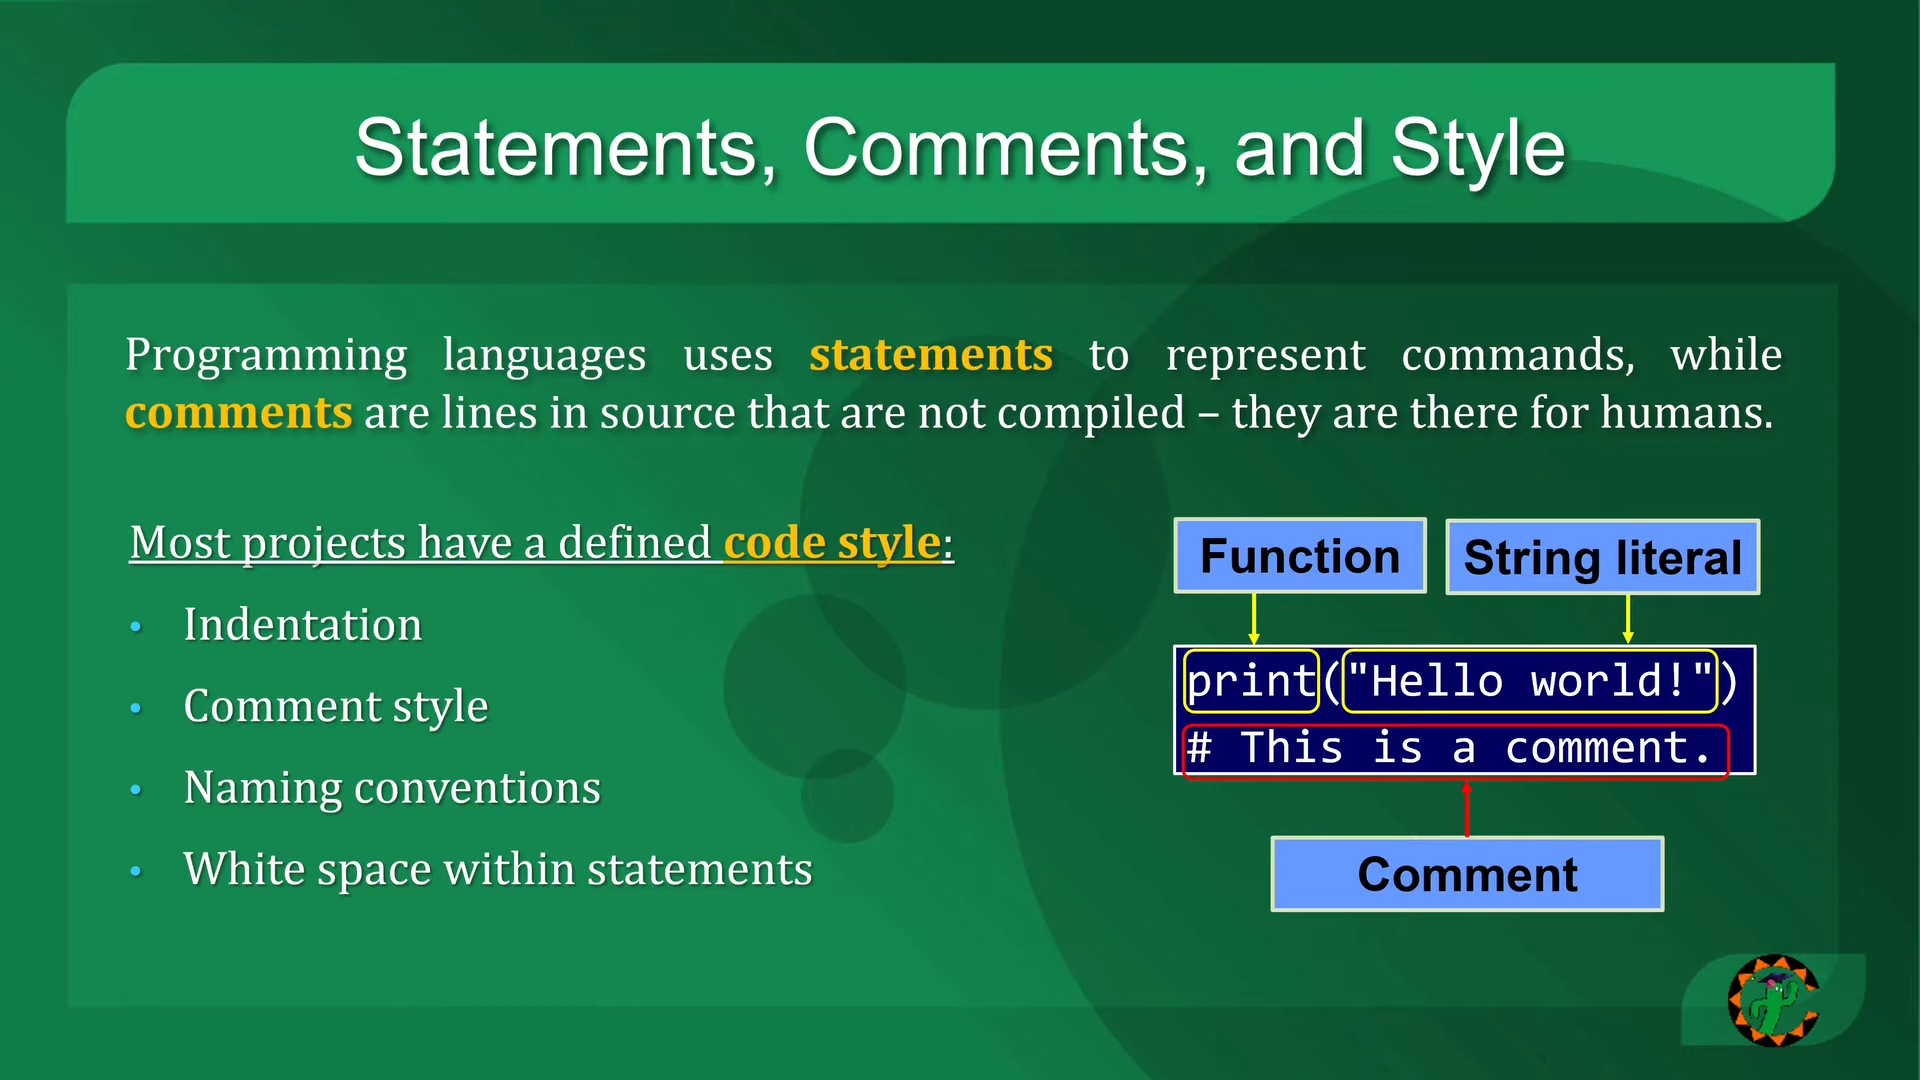 Statements, Comments, and Style
Programming languages uses statements to represent commands, while
comments are lines in source that are not compiled – they are there for humans.
Most projects have a defined code style:
• Indentation
• Comment style
• Naming conventions
• White space within statements
Function
String literal
print("Hello world!")
# This is a comment.
Comment